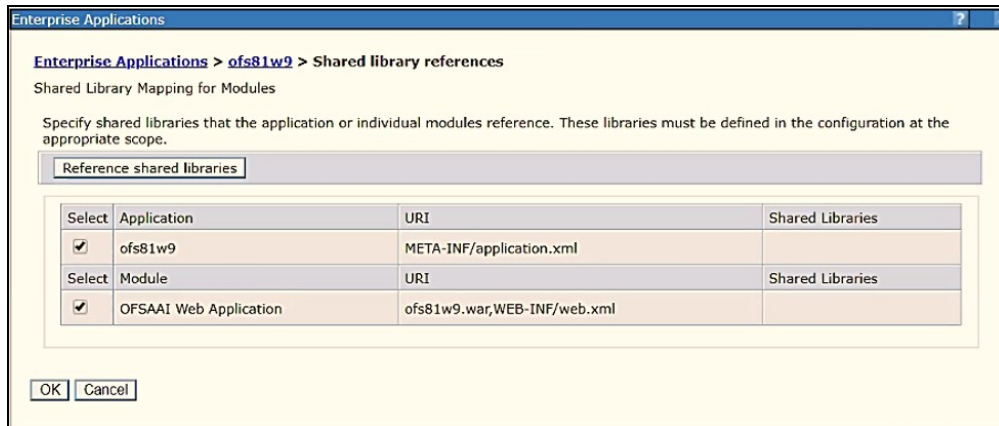 Enterprise Applications ?
Enterprise Applications > ofs81w9 > Shared library references
Shared Library Mapping for Modules
Specify shared libraries that the application or individual modules reference. These libraries must be defined in the configuration at the
appropriate scope.
Reference shared libraries
Select Application URI Shared Libraries
ofs81w9 META-INF/application.xml
Select Module URI Shared Libraries
OFSAAI Web Application ofs81w9.war,WEB-INF/web.xml
OK Cancel